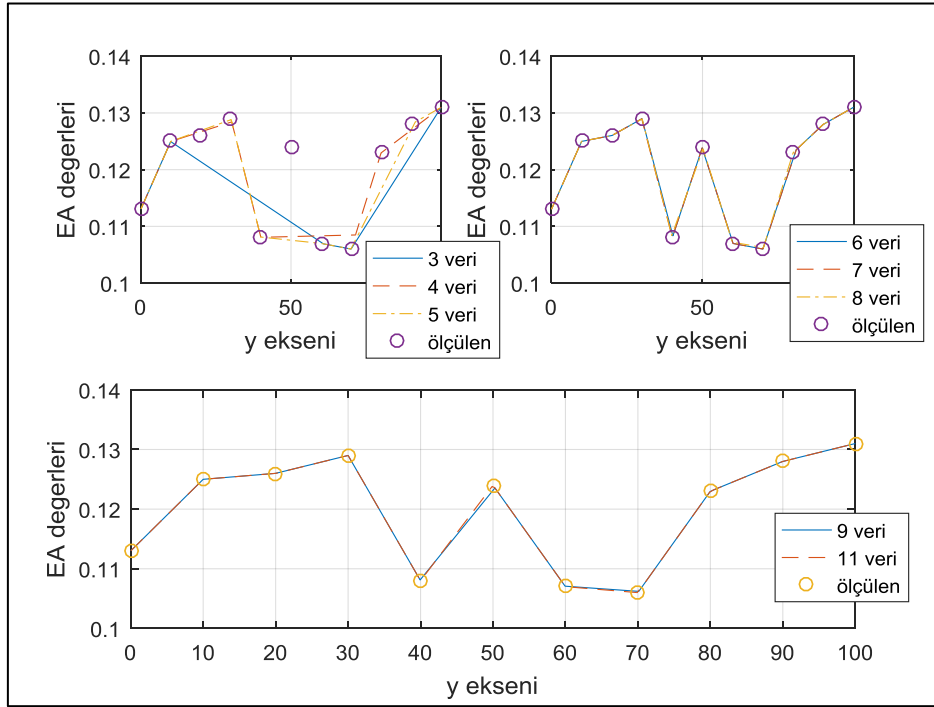 EA degerleri
0.14
0.13
0.12
0.11
0.1
0
50
y ekseni
3 veri
4 veri
5 veri
ölçülen
EA degerleri
0.14
0.13
0.12
0.11
0.1
0
50
y ekseni
6 veri
7 veri
8 veri
ölçülen
EA degerleri
0.14
0.13
0.12
0.11
0.1
0 10 20 30 40 50 60 70 80 90 100
y ekseni
9 veri
11 veri
ölçülen